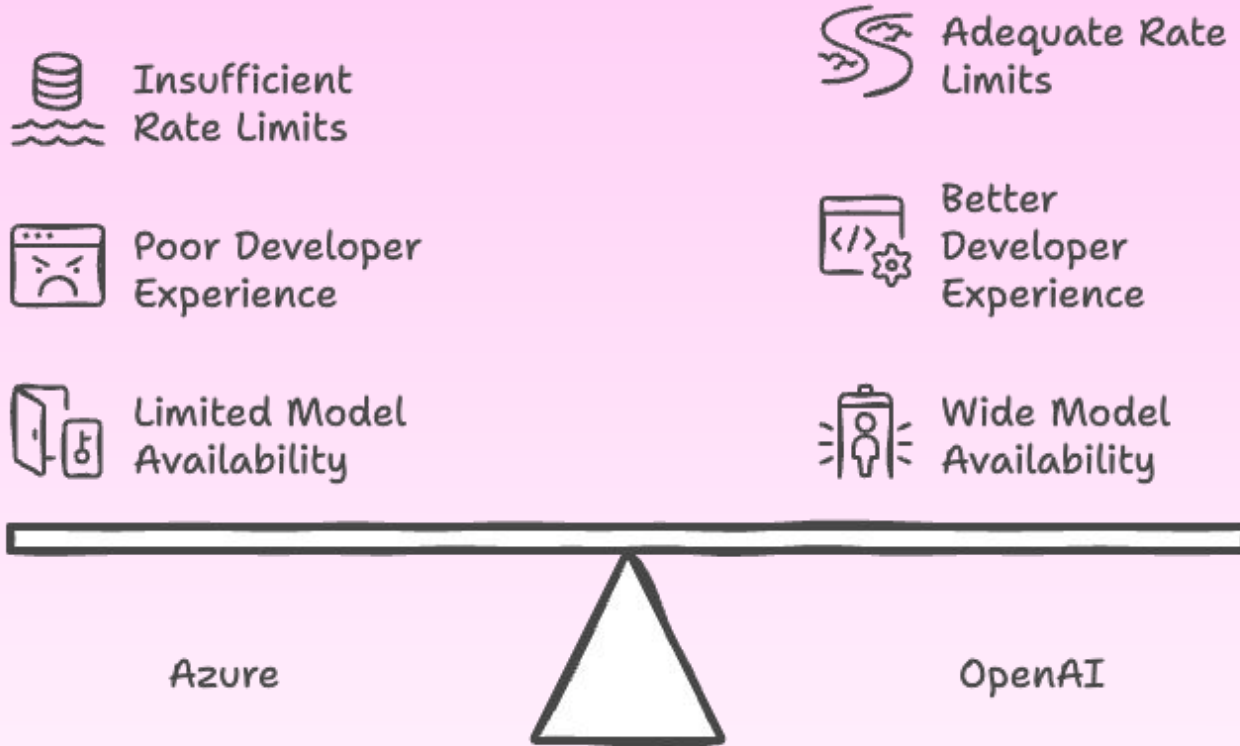 Insufficient
Rate Limits
Poor Developer
Experience
Limited Model
Availability
Azure
Adequate Rate
Limits
Better
Developer
Experience
Wide Model
Availability
OpenAI